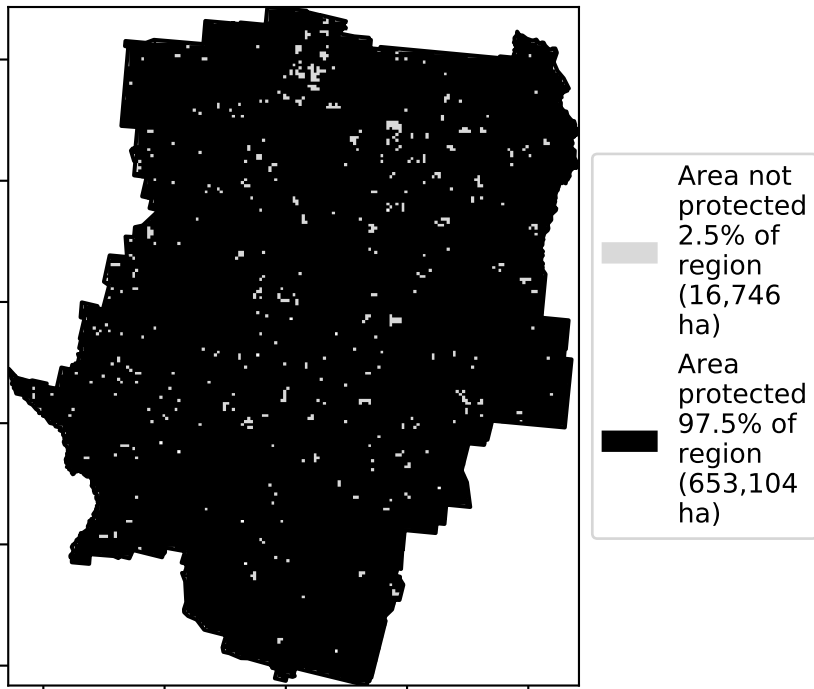 Area not
protected
2.5% of
region
(16,746
ha)
Area
protected
97.5% of
region
(653,104
ha)